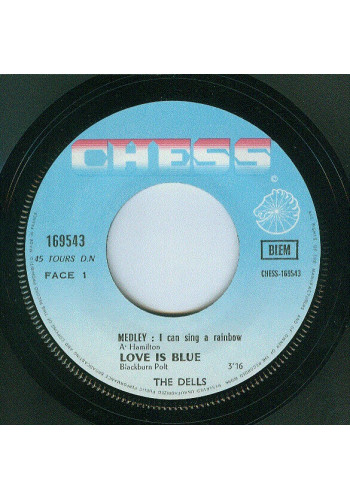 CHESS
169543
45 TOURS D.N
FACE 1
BIEM
CHESS-169543
MEDLEY : I can sing a rainbow
A. Hamilton
LOVE IS BLUE
Blackburn Polt
3'16
THE DELLS